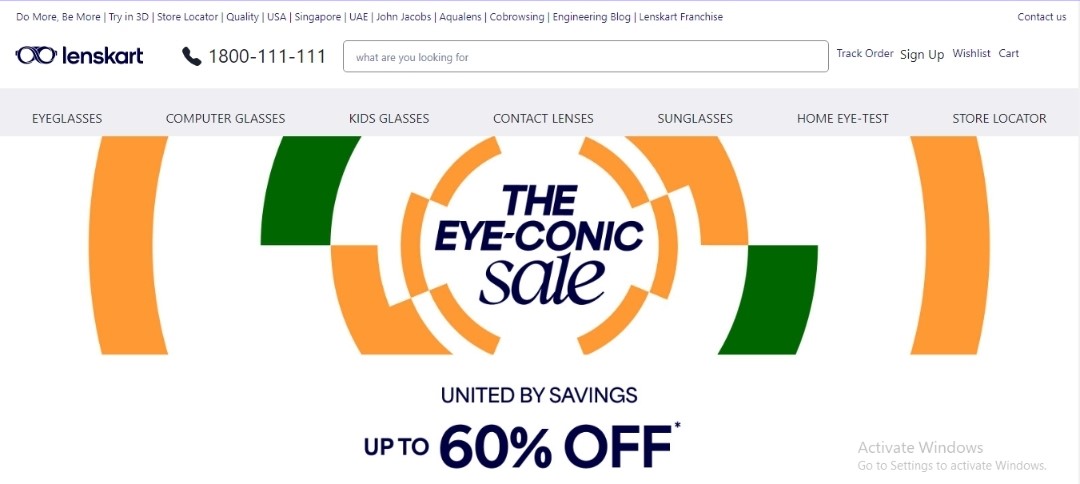 Do More, Be More | Try in 3D | Store Locator | Quality | USA | Singapore | UAE | John Jacobs | Aqualens | Cobrowsing | Engineering Blog | Lenskart Franchise
Contact us
lenskart
1800-111-111
what are you looking for
Track Order Sign Up Wishlist Cart
EYEGLASSES COMPUTER GLASSES KIDS GLASSES CONTACT LENSES SUNGLASSES HOME EYE-TEST STORE LOCATOR
THE
EYE-CONIC
sale
UNITED BY SAVINGS
UP TO 60% OFF*
Activate Windows
Go to Settings to activate Windows.